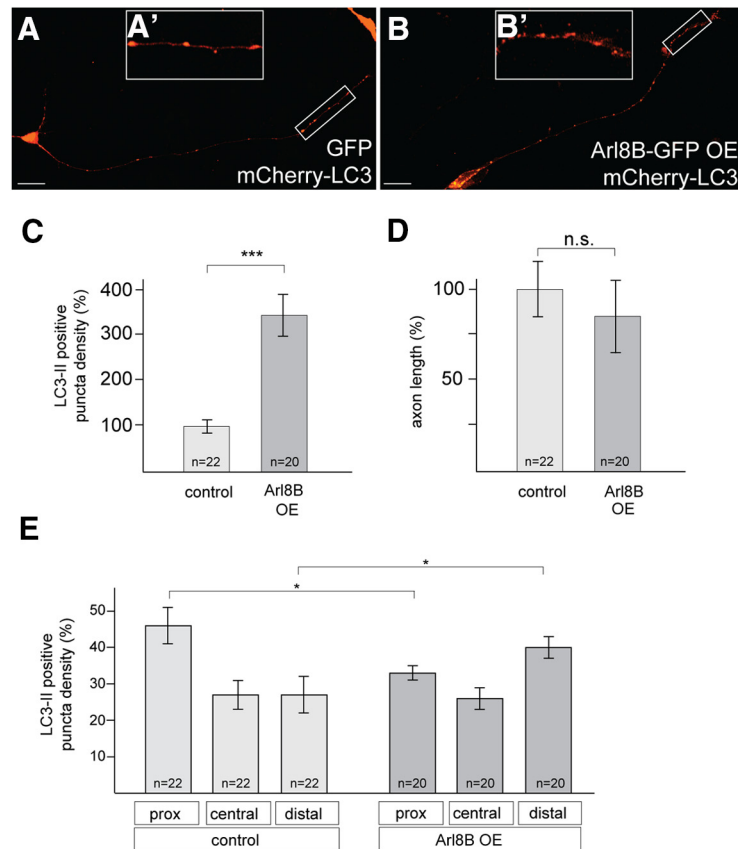 A
A'
GFP
mCherry-LC3
B
B'
Arl8B-GFP OE
mCherry-LC3
C
LC3-II positive
puncta density (%)
400
300
200
100
***
n=22
n=20
control
Arl8B
OE
D
axon length (%)
100
50
n.s.
n=22
n=20
control
Arl8B
OE
E
LC3-II positive
puncta density (%)
50
40
30
20
10
*
*
n=22
n=22
n=22
n=20
n=20
n=20
prox
central
distal
prox
central
distal
control
Arl8B OE